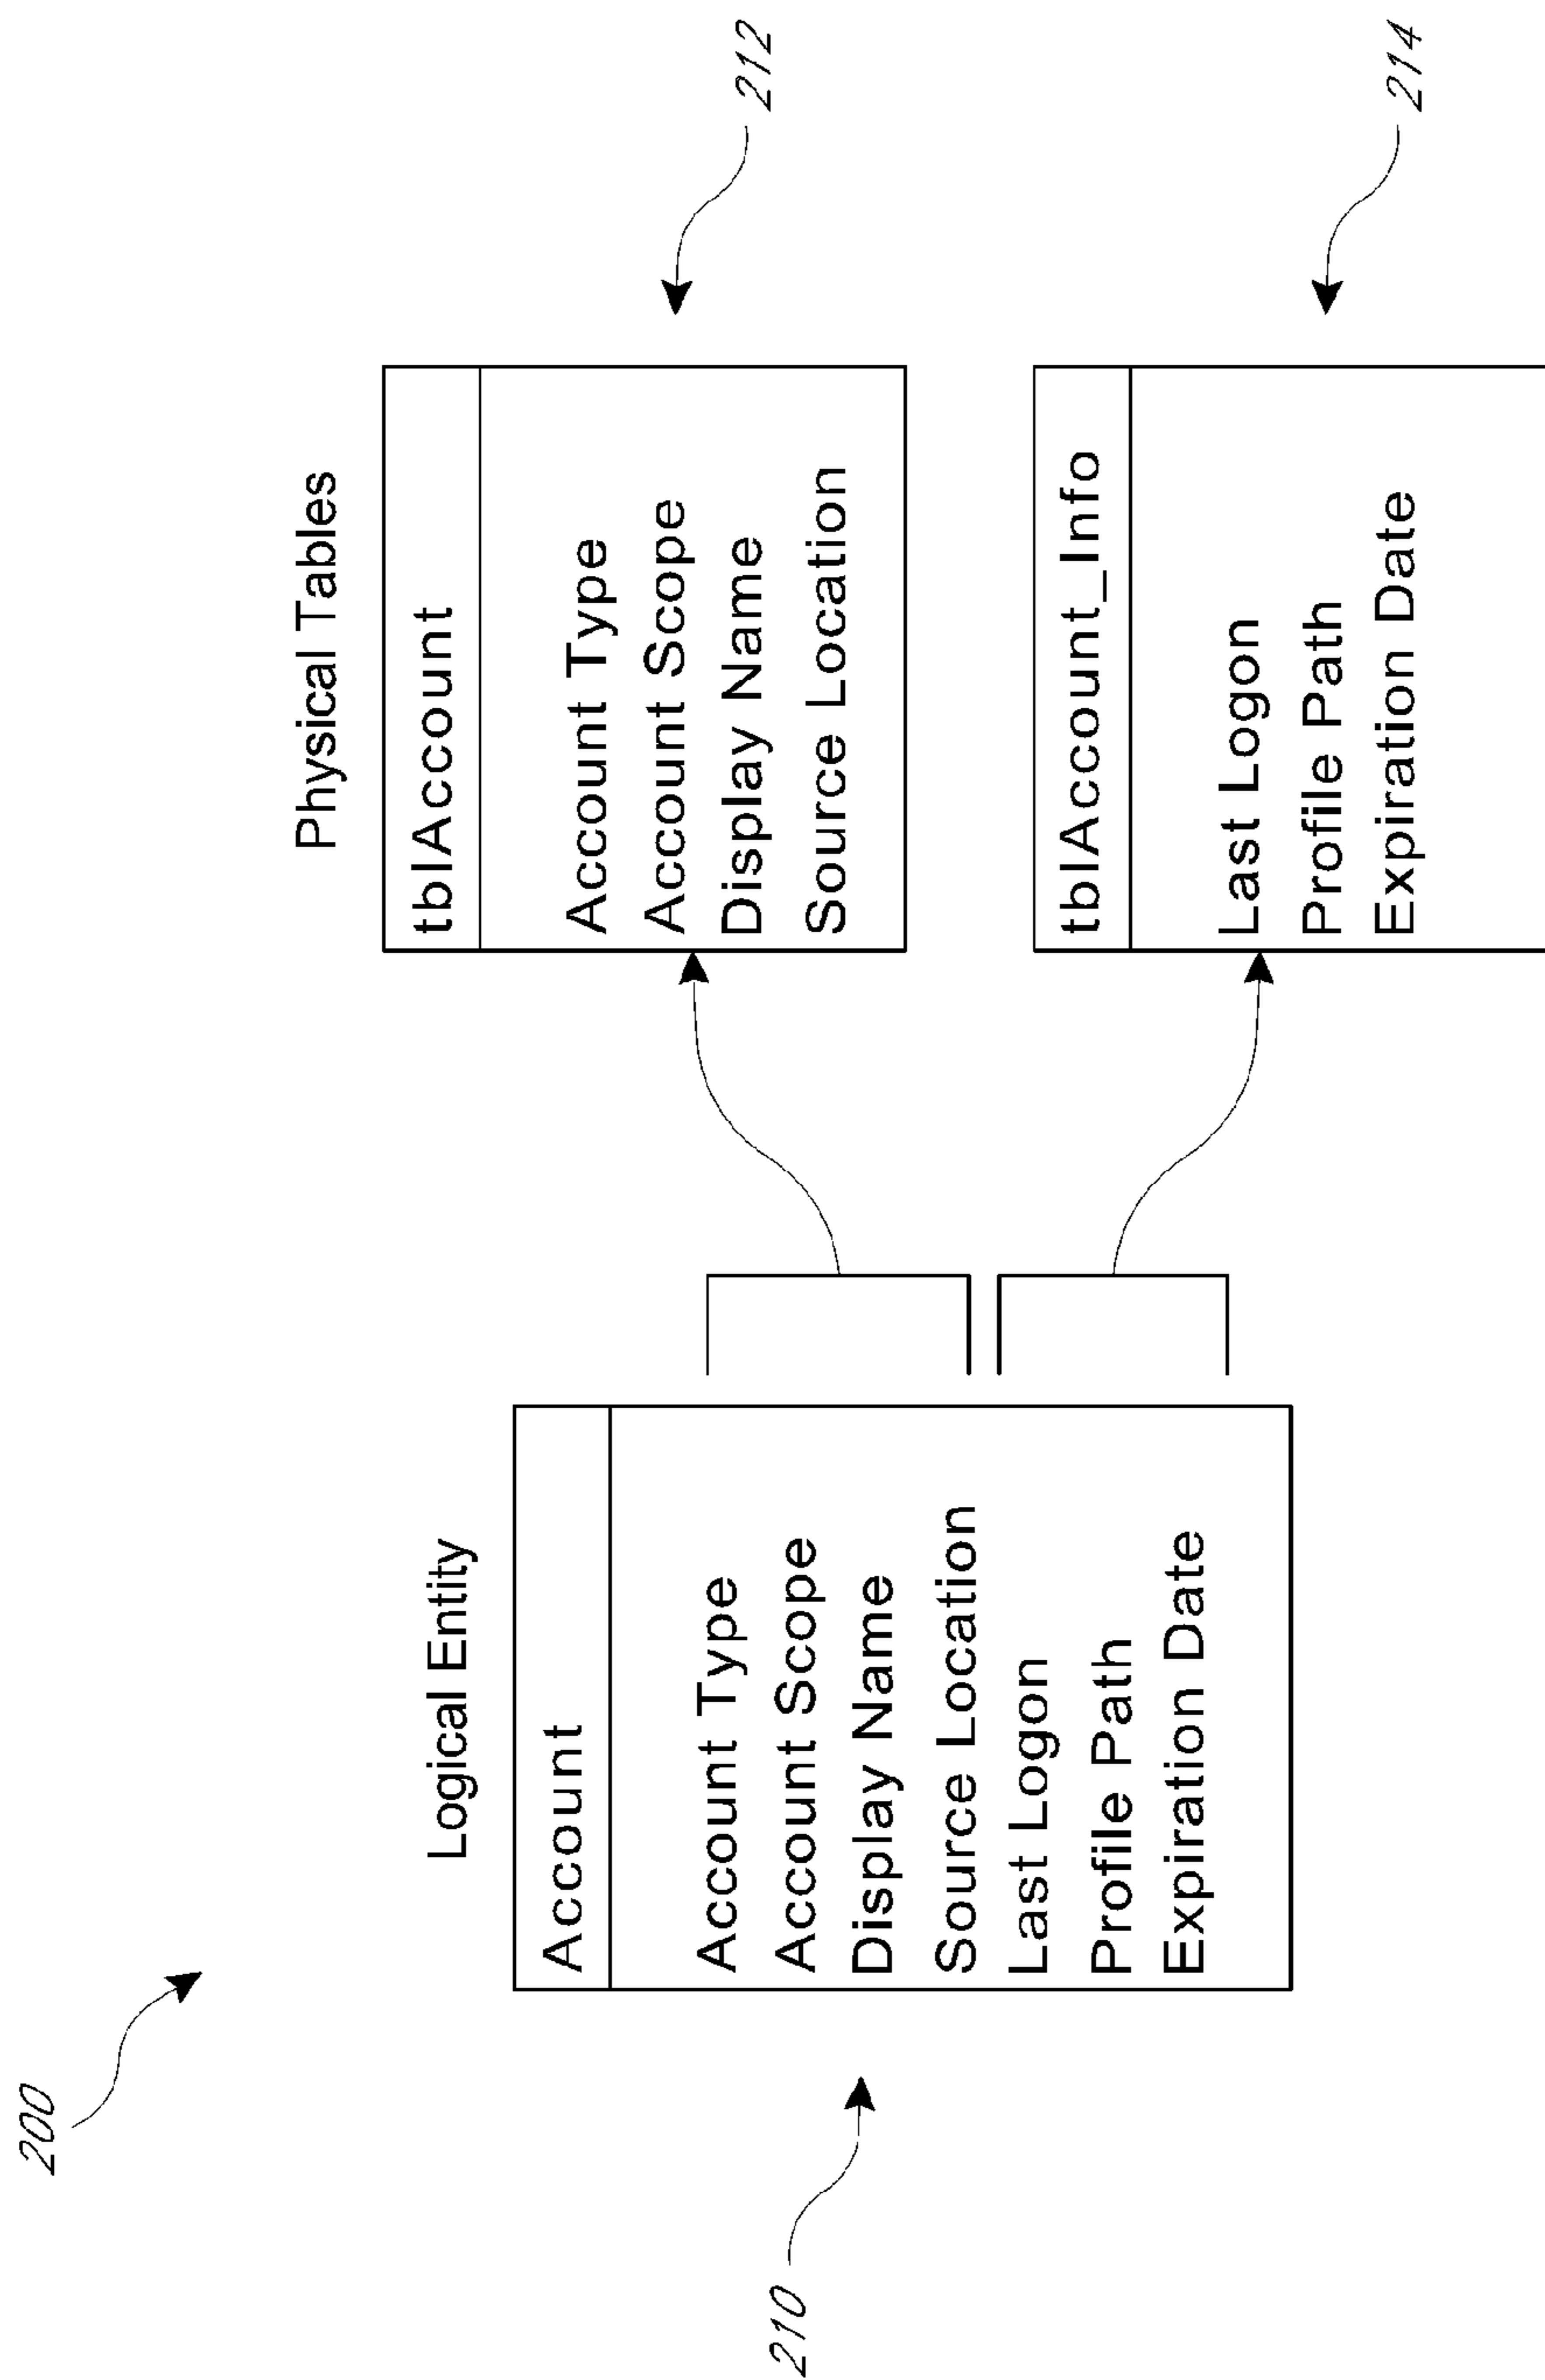 200
Logical Entity
210
Account
Account Type
Account Scope
Display Name
Source Location
Last Logon
Profile Path
Expiration Date
Physical Tables
tblAccount
Account Type
Account Scope
Display Name
Source Location
212
tblAccount_Info
Last Logon
Profile Path
Expiration Date
214